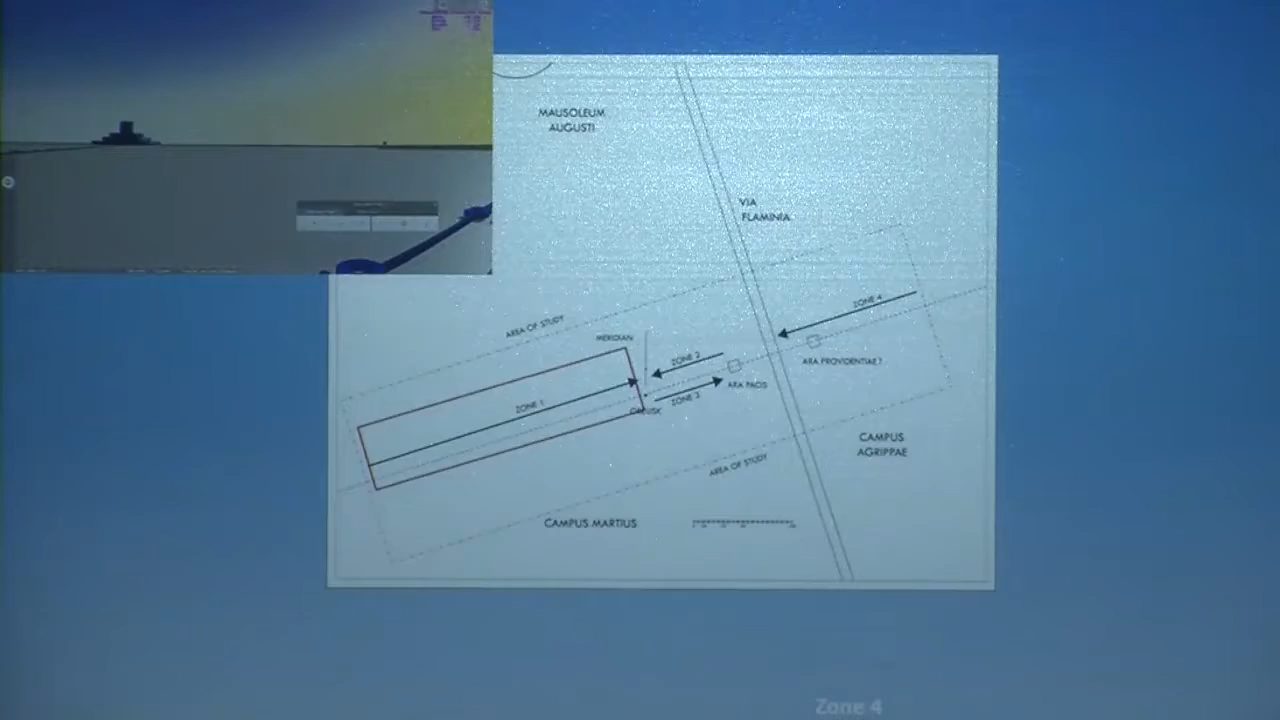 MAUSOLEUM
AUGUSTI
VIA
FLAMINIA
ZONE 4
AREA OF STUDY
MERIDIAN
ZONE 2
ARA PROVIDENTIAE?
ARA PACIS
ZONE 3
ZONE 1
OBELISK
CAMPUS
AGRIPPAE
AREA OF STUDY
CAMPUS MARTIUS
Zone 4